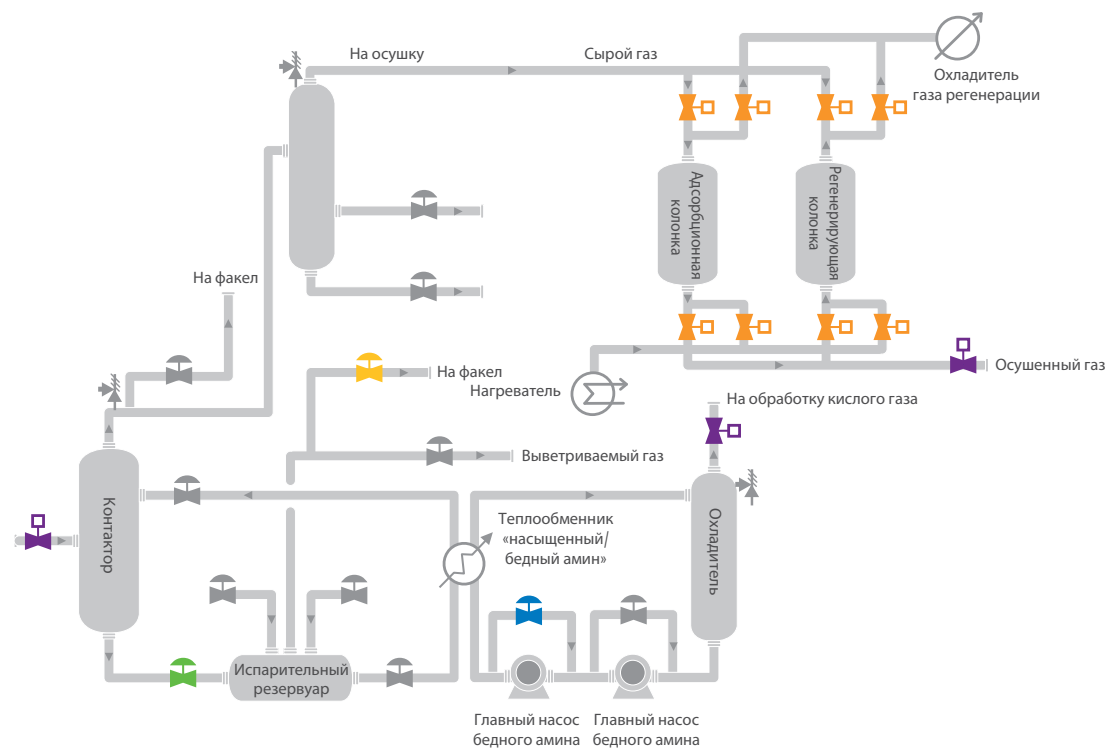 На осушку
Сырой газ
Охладитель
газа регенерации
Адсорбционная
колонка
Регенерирующая
колонка
На факел
На факел
Нагреватель
Осушенный газ
На обработку кислого газа
Выветриваемый газ
Контактор
Теплообменник
«насыщенный/
бедный амин»
Охладитель
Испарительный
резервуар
Главный насос
бедного амина
Главный насос
бедного амина